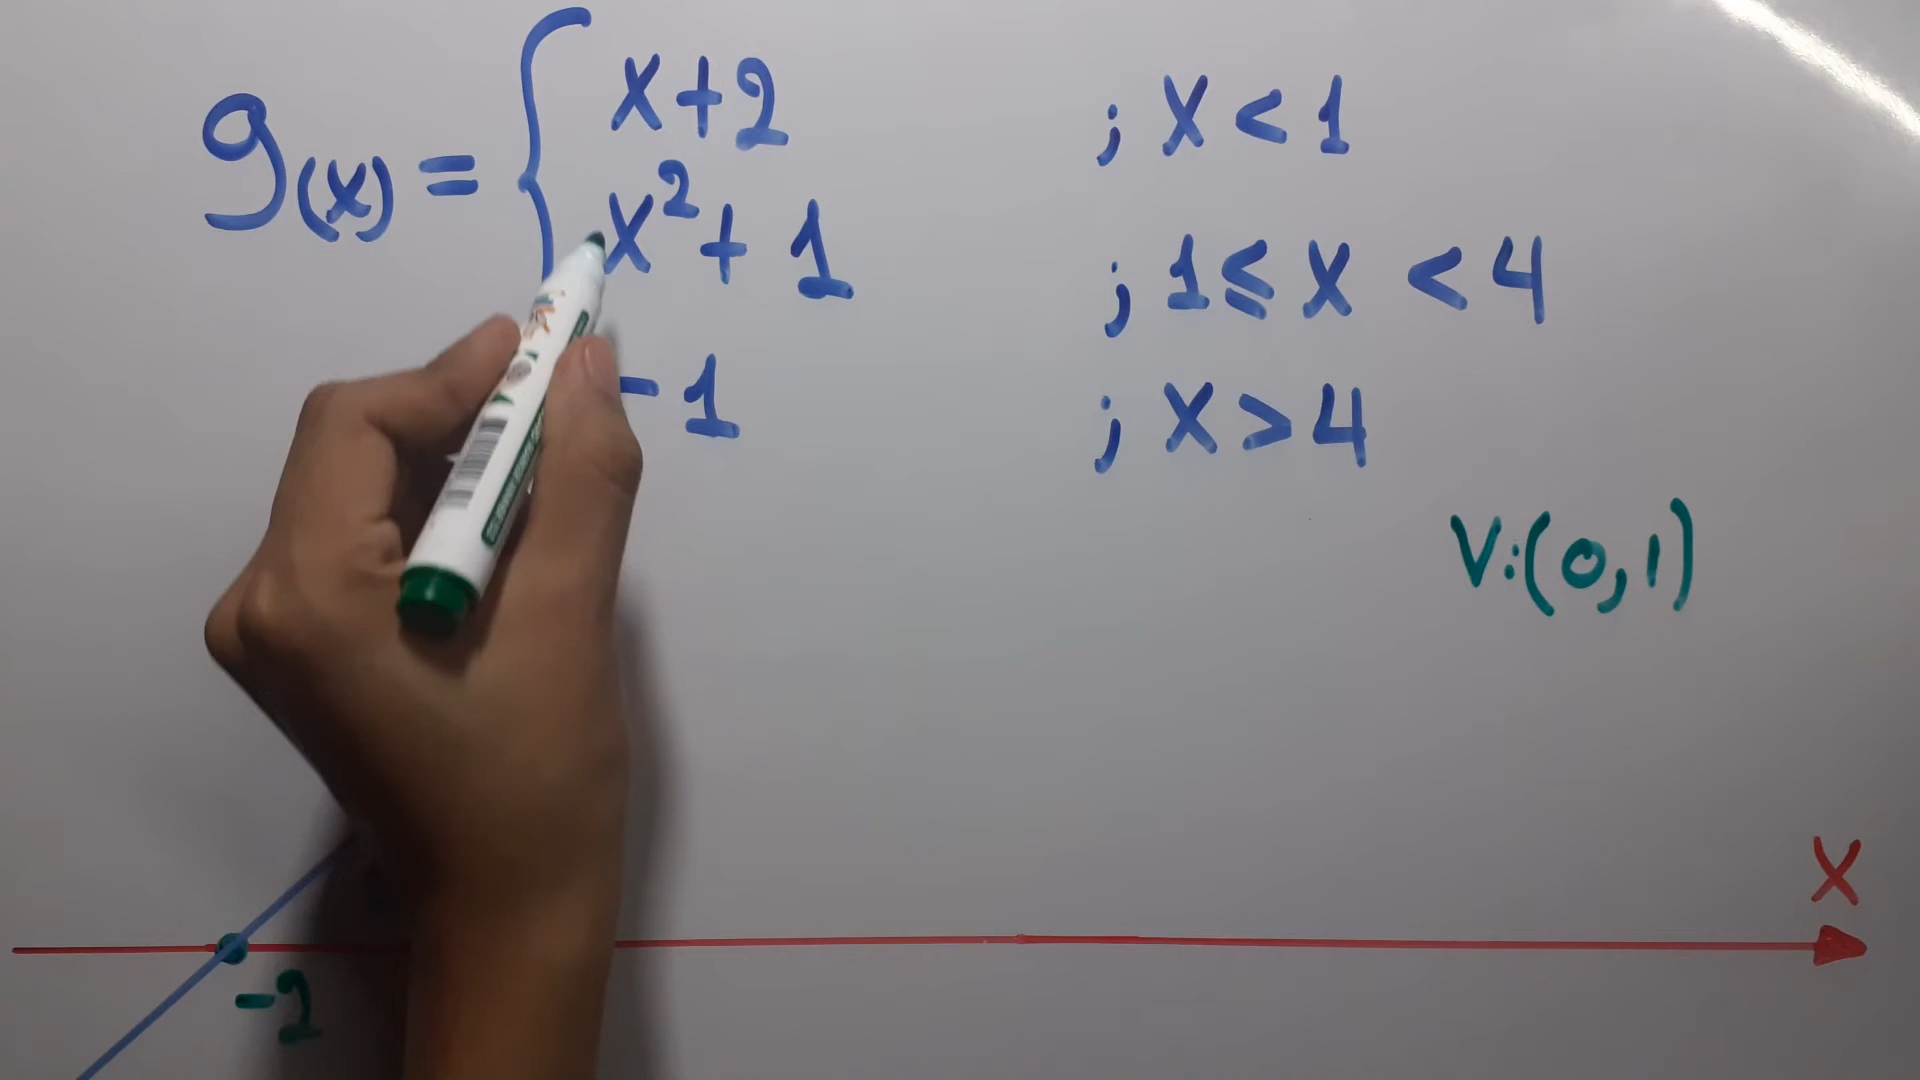 g(x) = { x+2 ; x < 1
x² + 1 ; 1 ≤ x < 4
- 1 ; x > 4
V:(0,1)
X
-2